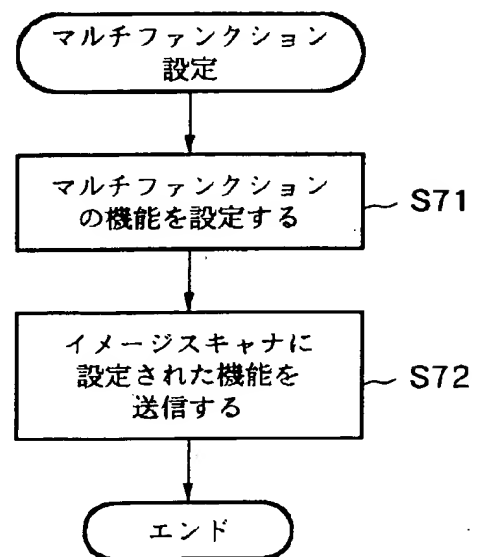 マルチファンクション
設定
マルチファンクション
の機能を設定する
S71
イメージスキャナに
設定された機能を
送信する
S72
エンド